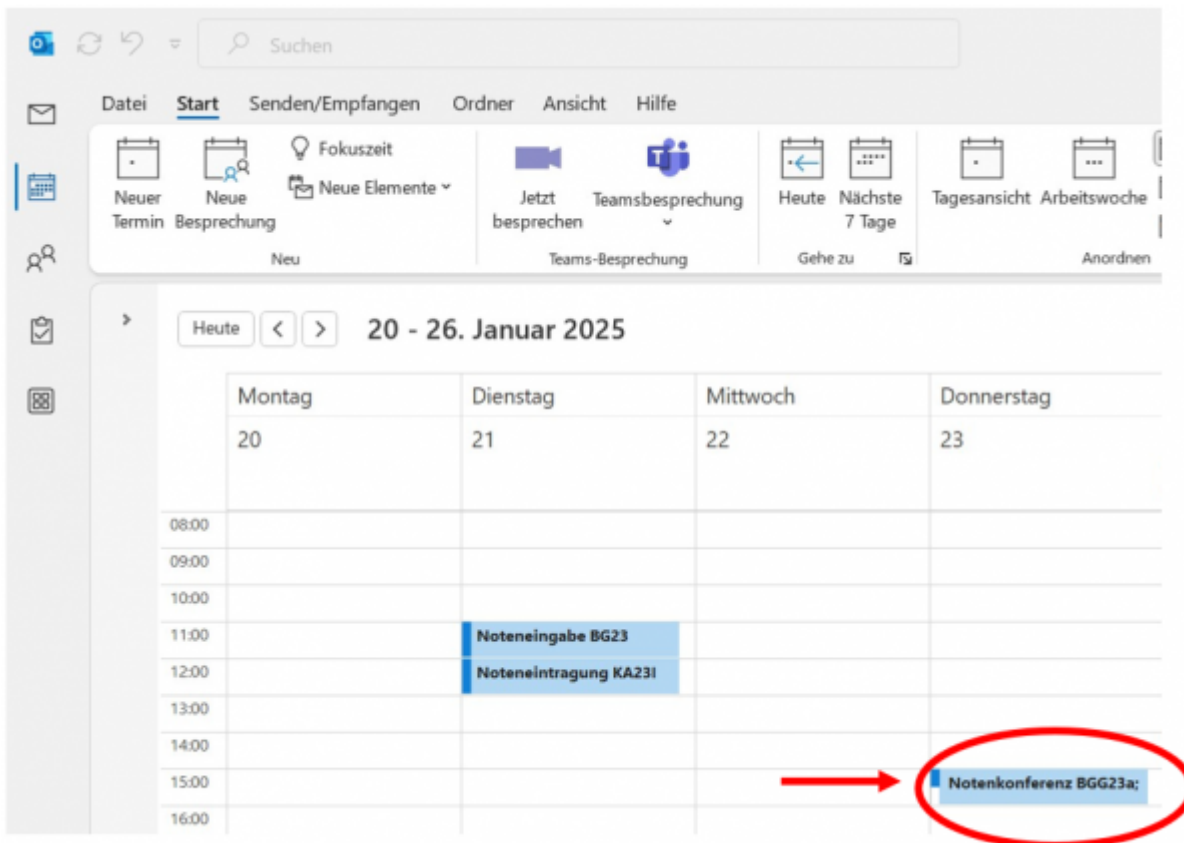 Suchen
Datei Start Senden/Empfangen Ordner Ansicht Hilfe
Neuer Termin
Neue Besprechung
Fokuszeit
Neue Elemente
Neu
Jetzt besprechen
Teamsbesprechung
Teams-Besprechung
Heute
Nächste 7 Tage
Gehe zu
Tagesansicht
Arbeitswoche
Anordnen
Heute
20 - 26. Januar 2025
Montag Dienstag Mittwoch Donnerstag
20 21 22 23
08:00
09:00
10:00
11:00 Noteneingabe BG23
12:00 Noteneintragung KA23I
13:00
14:00
15:00 Notenkonferenz BGG23a;
16:00